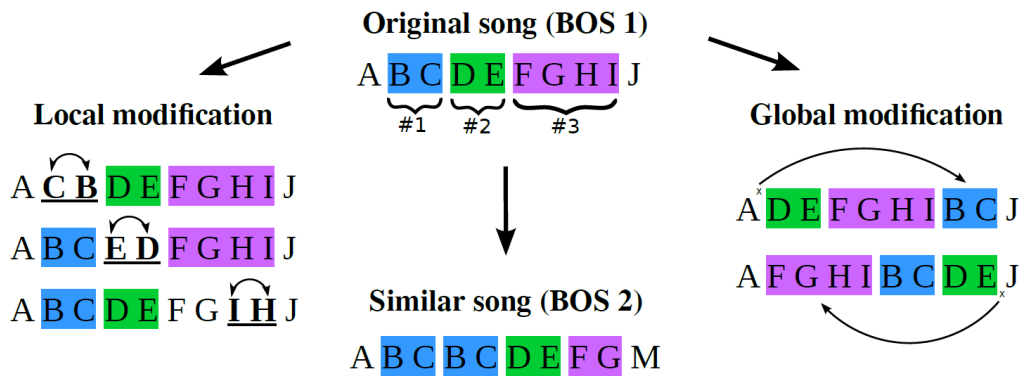 Original song (BOS 1)
A B C D E F G H I J
#1 #2 #3
Local modification
A C B D E F G H I J
A B C E D F G H I J
A B C D E F G I H J
Similar song (BOS 2)
A B C B C D E F G M
Global modification
x
A D E F G H I B C J
A F G H I B C D E J
x